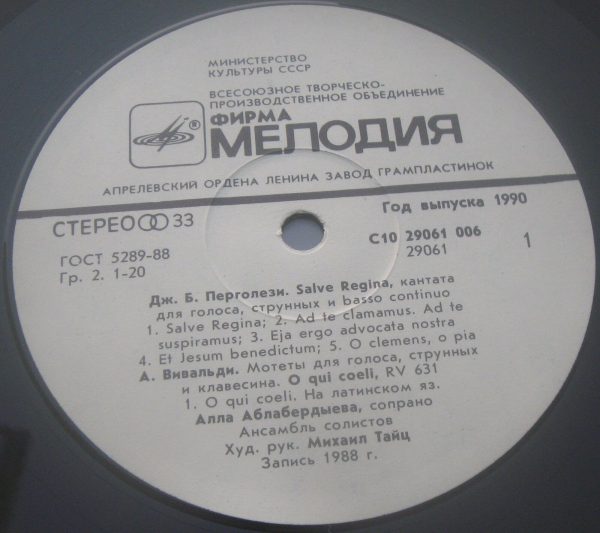 МИНИСТЕРСТВО
КУЛЬТУРЫ СССР
ВСЕСОЮЗНОЕ ТВОРЧЕСКО-
ПРОИЗВОДСТВЕННОЕ ОБЪЕДИНЕНИЕ
ФИРМА
® МЕЛОДИЯ
АПРЕЛЕВСКИЙ ОРДЕНА ЛЕНИНА ЗАВОД ГРАМПЛАСТИНОК
СТЕРЕО 33
Год выпуска 1990
ГОСТ 5289-88
Гр. 2. 1-20
С10 29061 006
29061
1
Дж. Б. Перголези. Salve Regina, кантата
для голоса, струнных и basso continuo
1. Salve Regina; 2. Ad te clamamus. Ad te
suspiramus; 3. Eja ergo advocata nostra
4. Et Jesum benedictum; 5. O clemens, o pia
А. Вивальди. Мотеты для голоса, струнных
и клавесина. O qui coeli, RV 631
1. O qui coeli. На латинском яз.
Алла Аблабердыева, сопрано
Ансамбль солистов
Худ. рук. Михаил Тайц
Запись 1988 г.